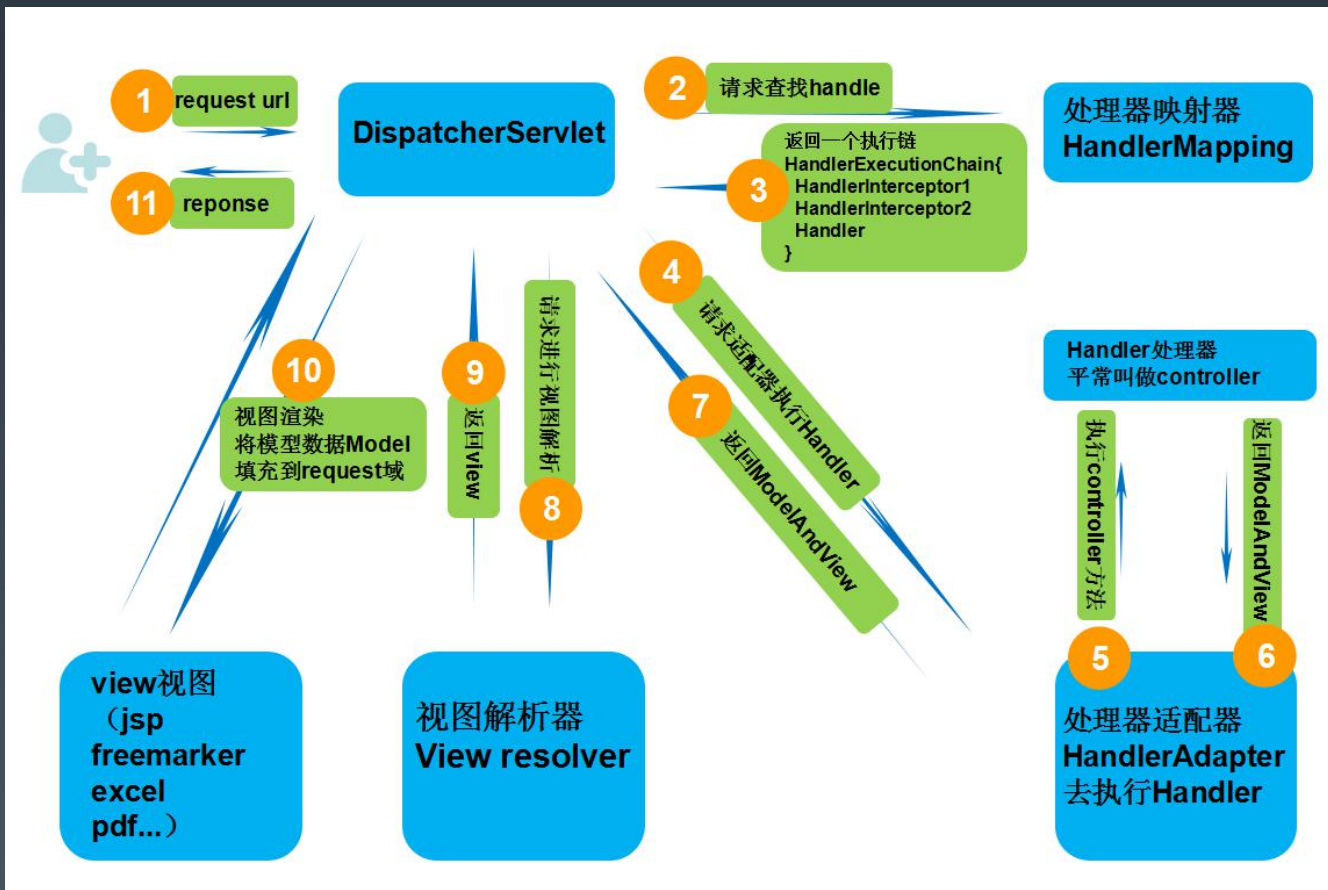 1
request url
11
reponse
DispatcherServlet
2
请求查找handle
3
返回一个执行链
HandlerExecutionChain{
HandlerInterceptor1
HandlerInterceptor2
Handler
}
处理器映射器
HandlerMapping
4
请求适配器执行Handler
7
返回ModelAndView
Handler处理器
平常叫做controller
5
执行controller方法
6
返回ModelAndView
处理器适配器
HandlerAdapter
去执行Handler
8
请求进行视图解析
9
返回view
视图解析器
View resolver
10
视图渲染
将模型数据Model
填充到request域
view视图
（jsp
freemarker
excel
pdf...）